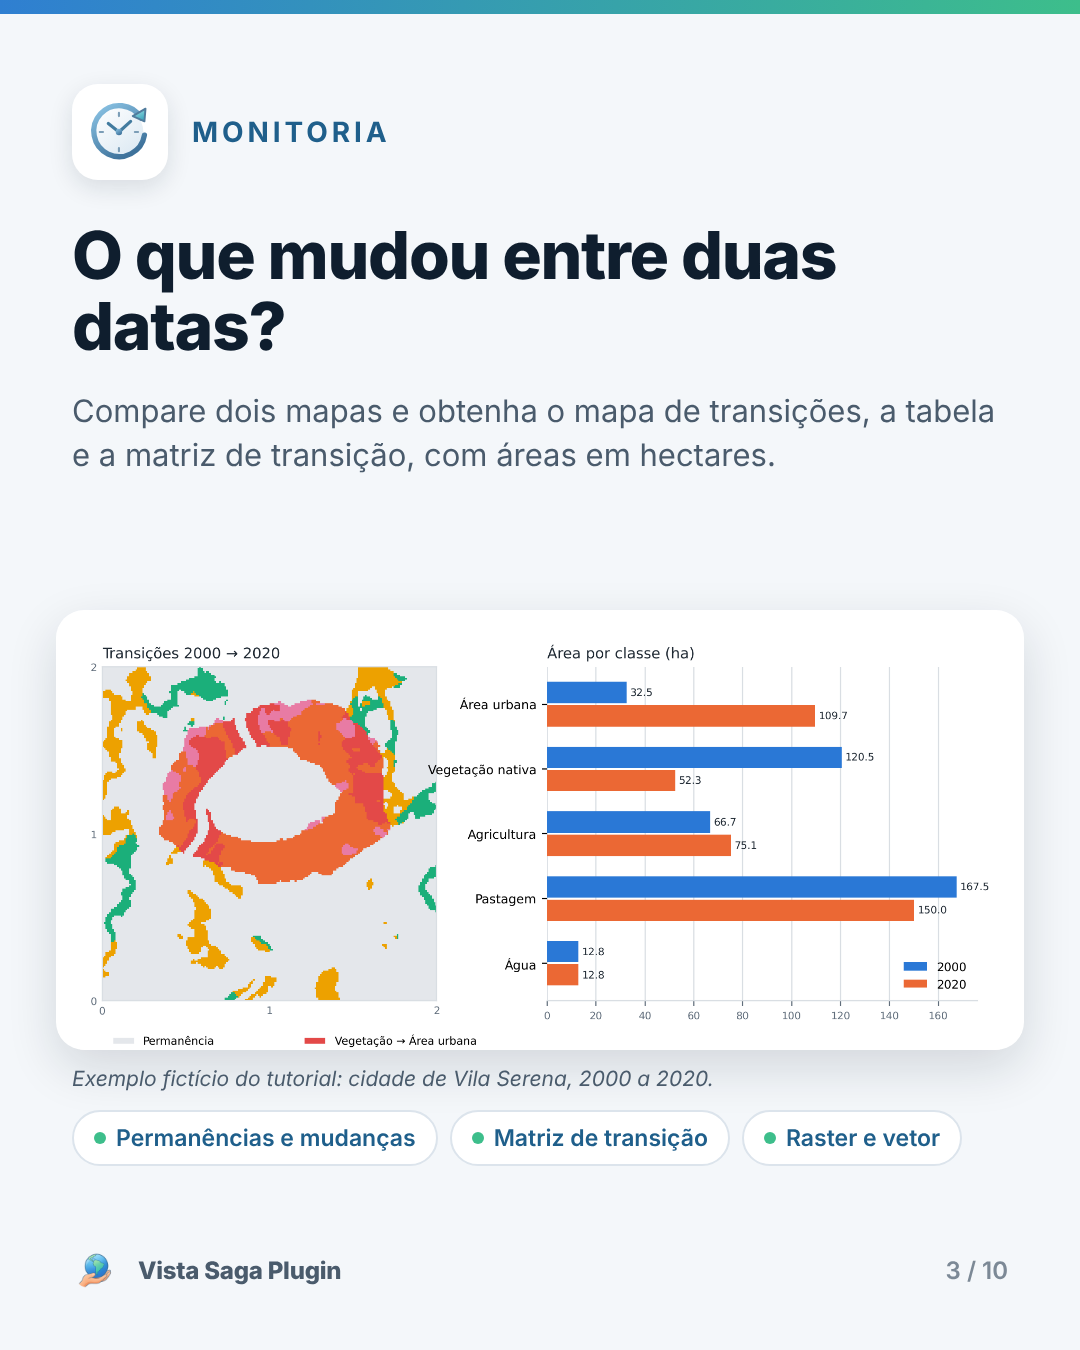 MONITORIA
O que mudou entre duas
datas?
Compare dois mapas e obtenha o mapa de transições, a tabela
e a matriz de transição, com áreas em hectares.
Transições 2000 → 2020
2
1
0
0
1
2
Permanência
Vegetação → Área urbana
Área por classe (ha)
Área urbana
32.5
109.7
Vegetação nativa
120.5
52.3
Agricultura
66.7
75.1
Pastagem
167.5
150.0
Água
12.8
12.8
2000
2020
0
20
40
60
80
100
120
140
160
Exemplo fictício do tutorial: cidade de Vila Serena, 2000 a 2020.
Permanências e mudanças
Matriz de transição
Raster e vetor
Vista Saga Plugin
3 / 10